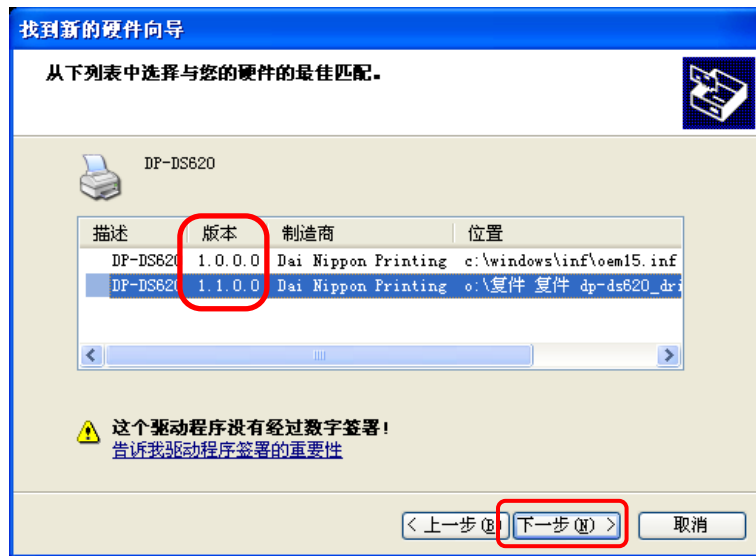 找到新的硬件向导
从下列表中选择与您的硬件的最佳匹配。
DP-DS620
描述 版本 制造商 位置
DP-DS620 1.0.0.0 Dai Nippon Printing c:\windows\inf\oem15.inf
DP-DS620 1.1.0.0 Dai Nippon Printing o:\复件 复件 dp-ds620_dri
这个驱动程序没有经过数字签署!
告诉我驱动程序签署的重要性
< 上一步(B) 下一步(N) > 取消